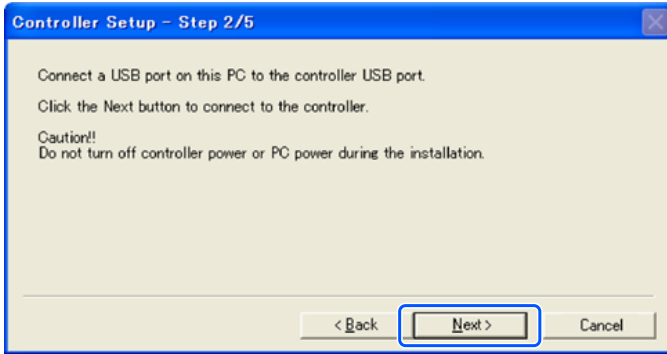 Controller Setup - Step 2/5
Connect a USB port on this PC to the controller USB port.
Click the Next button to connect to the controller.
Caution!!
Do not turn off controller power or PC power during the installation.
< Back
Next >
Cancel